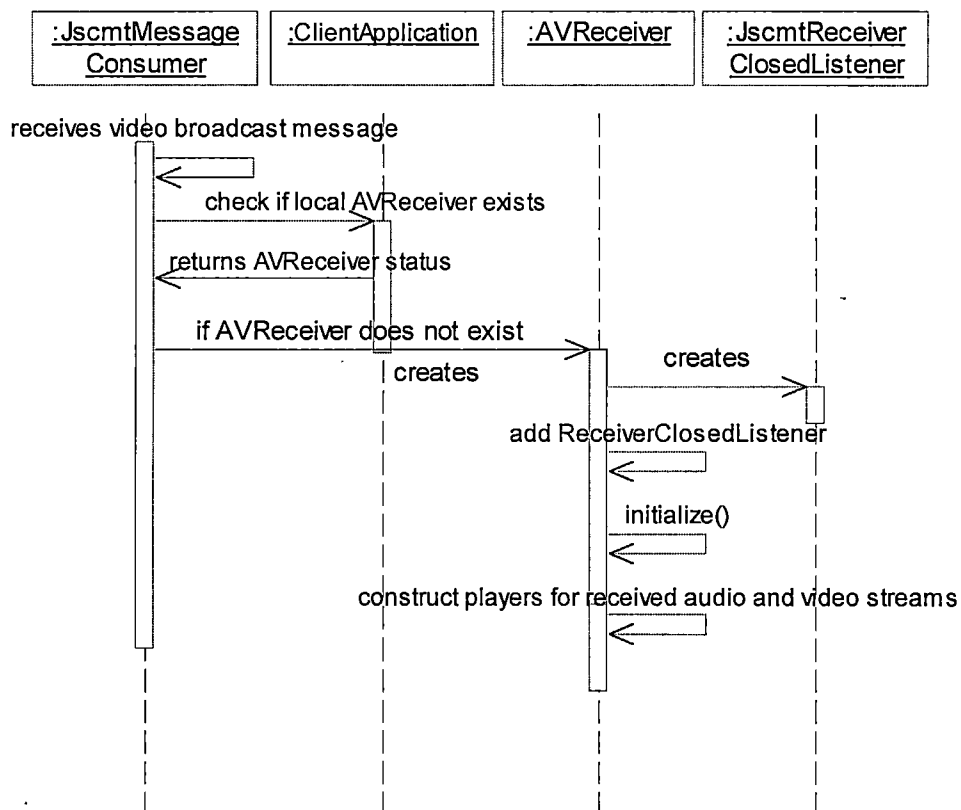 :JscmtMessage
Consumer
:ClientApplication
:AVReceiver
:JscmtReceiver
ClosedListener
receives video broadcast message
check if local AVReceiver exists
returns AVReceiver status
if AVReceiver does not exist
creates
creates
add ReceiverClosedListener
initialize()
construct players for received audio and video streams